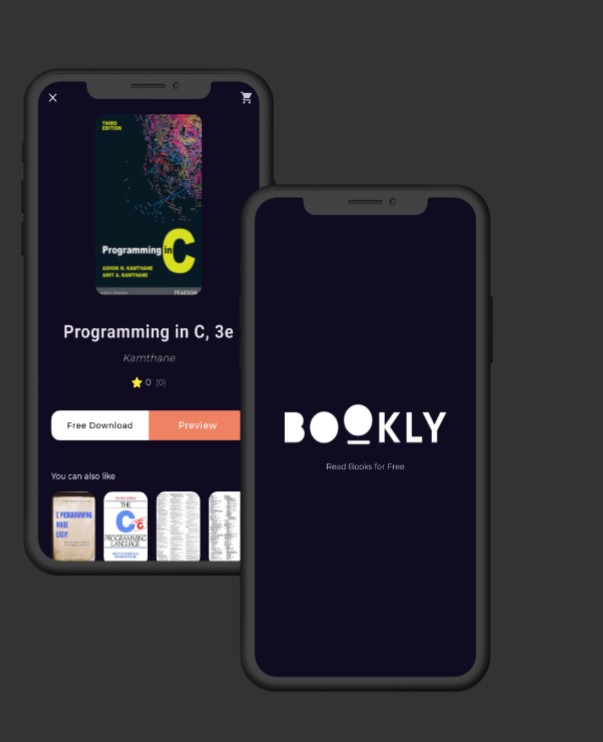 THIRD
EDITION
Programming in C
ASHOK N. KAMTHANE
AMIT A. KAMTHANE
PEARSON
Programming in C, 3e
Kamthane
0 (0)
Free Download
Preview
You can also like
C PROGRAMMING
MADE
EASY!
THE
C
PROGRAMMING
LANGUAGE
BOOKLY
Read Books for Free